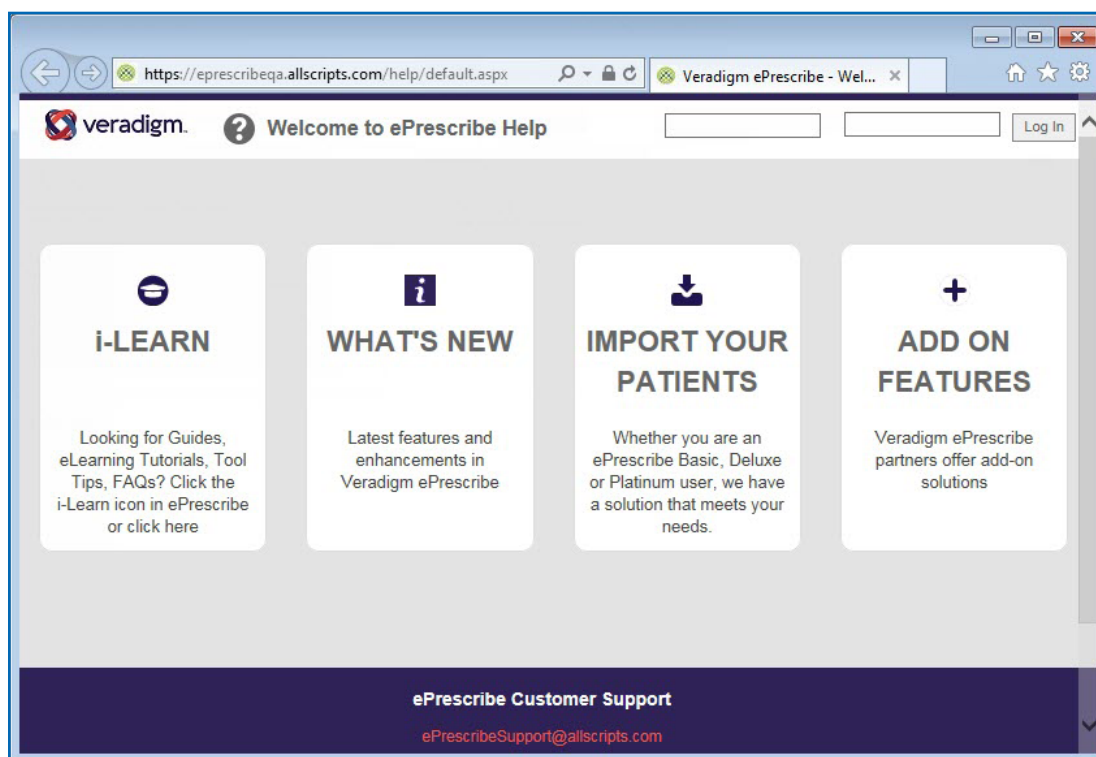 https://eprescribeqa.allscripts.com/help/default.aspx
Veradigm ePrescribe - Wel...
veradigm.
? Welcome to ePrescribe Help
Log In
i-LEARN
Looking for Guides,
eLearning Tutorials, Tool
Tips, FAQs? Click the
i-Learn icon in ePrescribe
or click here
i
WHAT'S NEW
Latest features and
enhancements in
Veradigm ePrescribe
IMPORT YOUR
PATIENTS
Whether you are an
ePrescribe Basic, Deluxe
or Platinum user, we have
a solution that meets your
needs.
ADD ON
FEATURES
Veradigm ePrescribe
partners offer add-on
solutions
ePrescribe Customer Support
ePrescribeSupport@allscripts.com